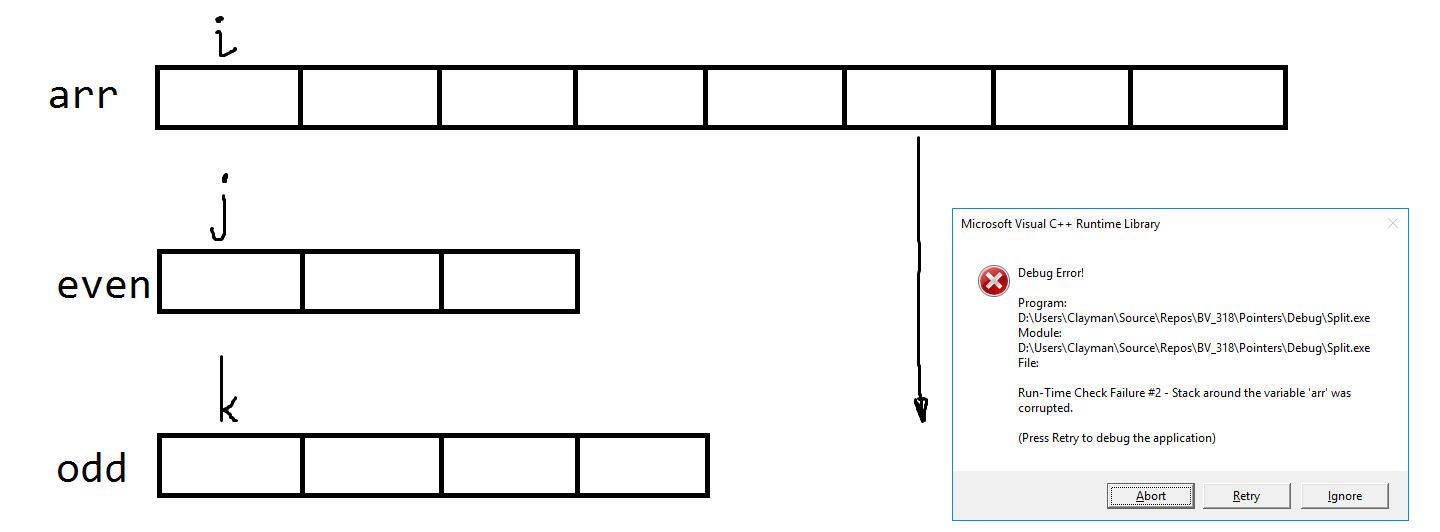 i
arr
j
even
k
odd
Microsoft Visual C++ Runtime Library
Debug Error!
Program:
D:\Users\Clayman\Source\Repos\BV_318\Pointers\Debug\Split.exe
Module:
D:\Users\Clayman\Source\Repos\BV_318\Pointers\Debug\Split.exe
File:
Run-Time Check Failure #2 - Stack around the variable 'arr' was
corrupted.
(Press Retry to debug the application)
Abort
Retry
Ignore